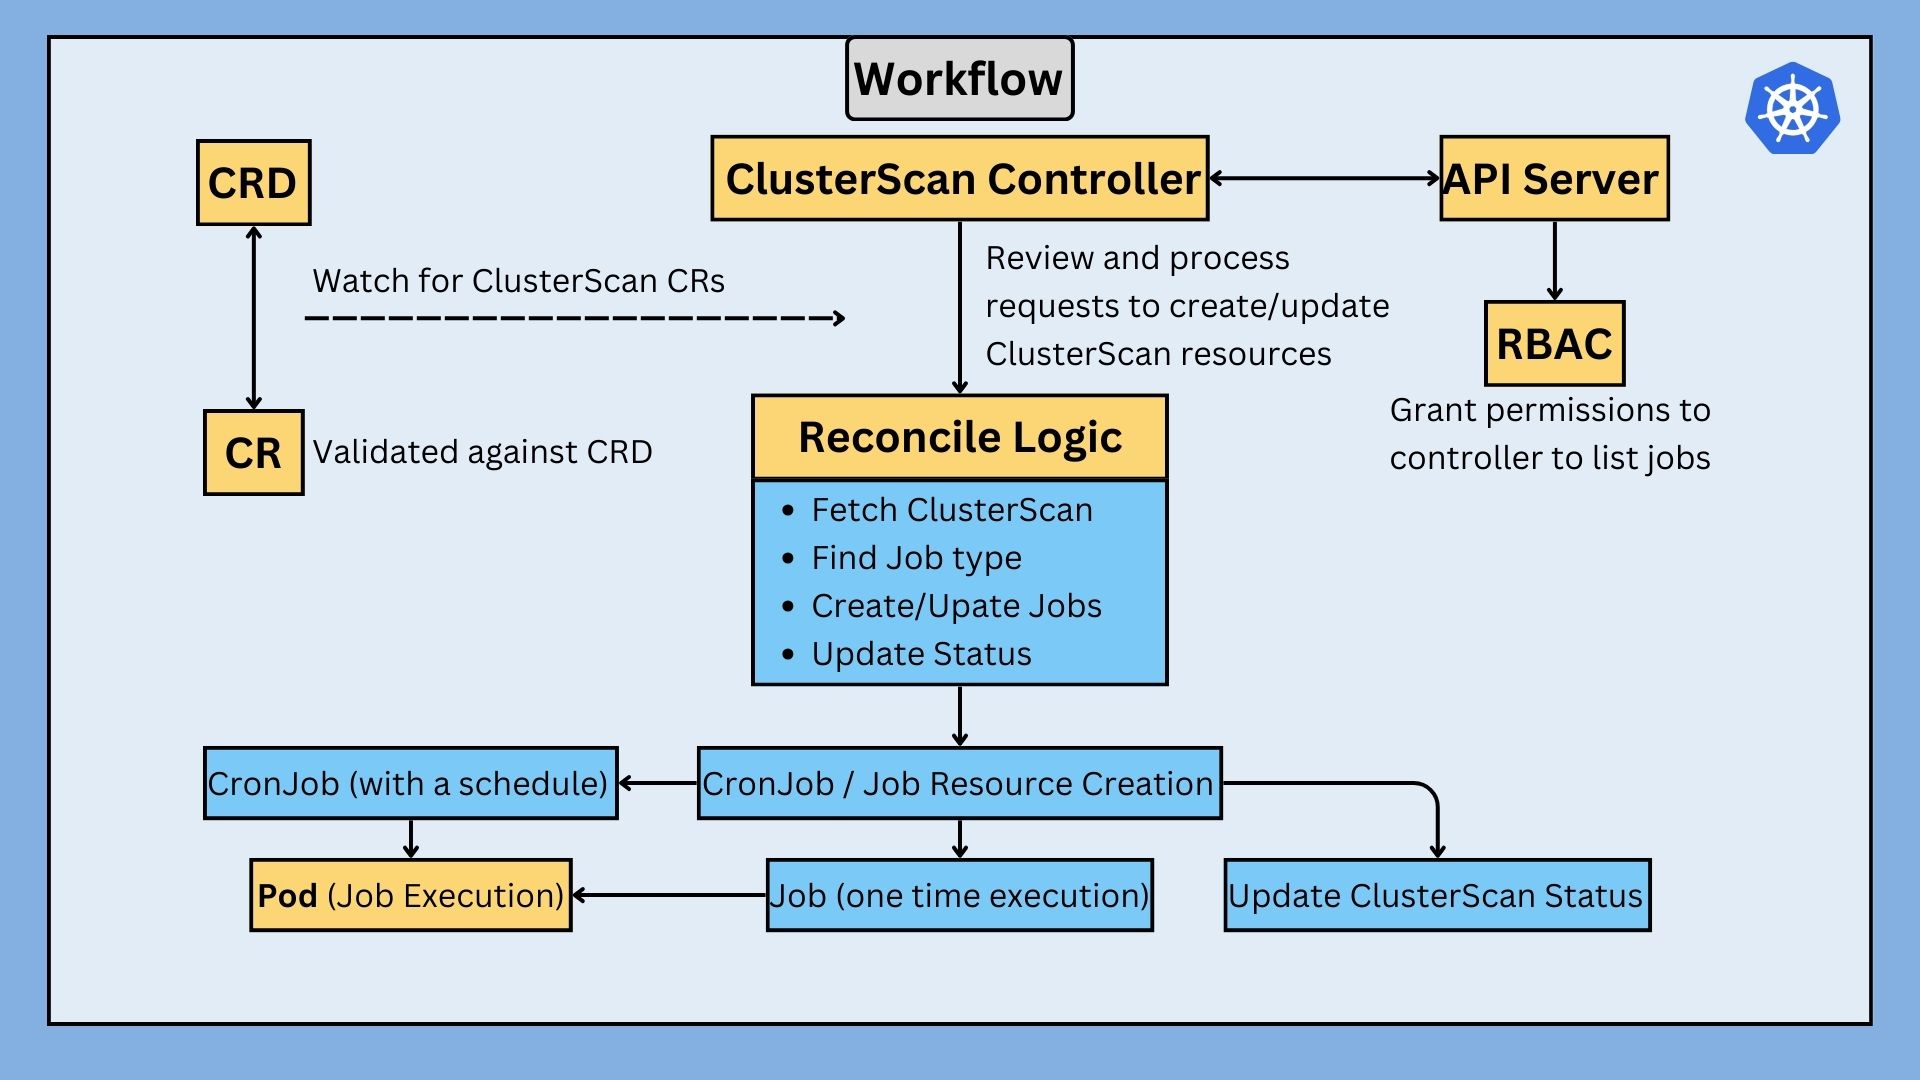 Workflow
CRD
ClusterScan Controller
API Server
Watch for ClusterScan CRs
Review and process
requests to create/update
ClusterScan resources
RBAC
Grant permissions to
controller to list jobs
CR
Validated against CRD
Reconcile Logic
• Fetch ClusterScan
• Find Job type
• Create/Upate Jobs
• Update Status
CronJob (with a schedule)
CronJob / Job Resource Creation
Pod (Job Execution)
Job (one time execution)
Update ClusterScan Status